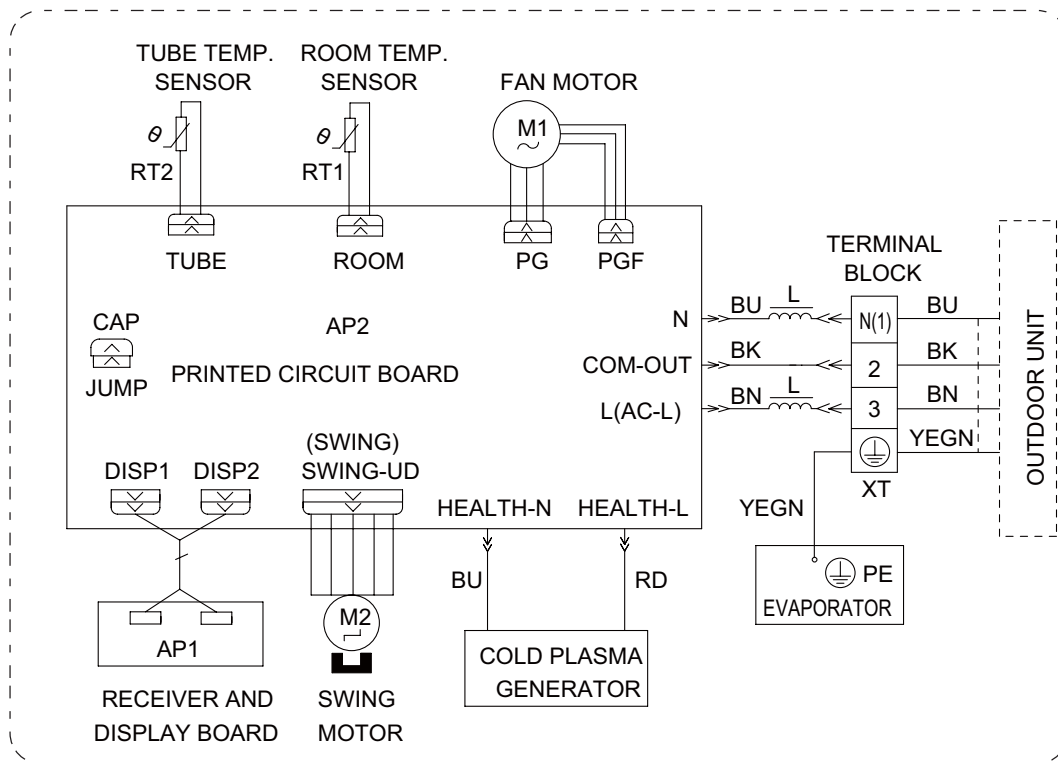 TUBE TEMP.
SENSOR
ROOM TEMP.
SENSOR
FAN MOTOR
θ
RT2
θ
RT1
M1
~
TUBE
ROOM
PG
PGF
TERMINAL
BLOCK
CAP
JUMP
AP2
PRINTED CIRCUIT BOARD
N
BU
L
N(1)
BU
COM-OUT
BK
2
BK
L(AC-L)
BN
L
3
BN
YEGN
XT
OUTDOOR UNIT
DISP1
DISP2
(SWING)
SWING-UD
HEALTH-N
HEALTH-L
YEGN
BU
RD
PE
EVAPORATOR
AP1
M2
COLD PLASMA
GENERATOR
RECEIVER AND
DISPLAY BOARD
SWING
MOTOR